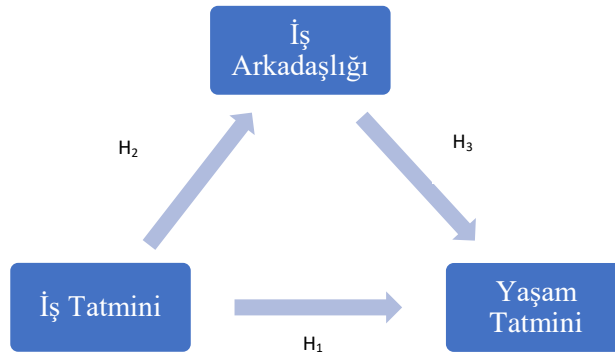 İş
Arkadaşlığı
H₂
H₃
İş Tatmini
Yaşam
Tatmini
H₁